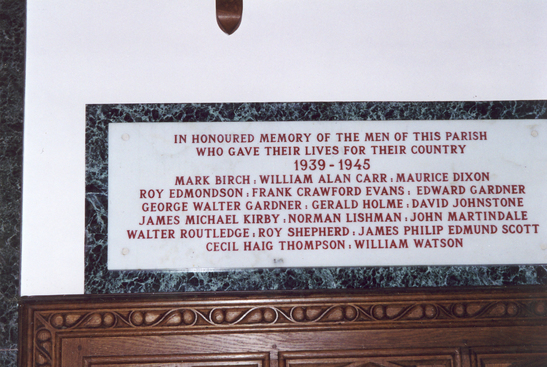 IN HONOURED MEMORY OF THE MEN OF THIS PARISH
WHO GAVE THEIR LIVES FOR THEIR COUNTRY
1939-1945
MARK BIRCH : WILLIAM ALAN CARR : MAURICE DIXON
ROY EDMONDSON : FRANK CRAWFORD EVANS : EDWARD GARDNER
GEORGE WALTER GARDNER : GERALD HOLME : DAVID JOHNSTONE
JAMES MICHAEL KIRBY : NORMAN LISHMAN : JOHN MARTINDALE
WALTER ROUTLEDGE : ROY SHEPHERD : JAMES PHILIP EDMUND SCOTT
CECIL HAIG THOMPSON : WILLIAM WATSON